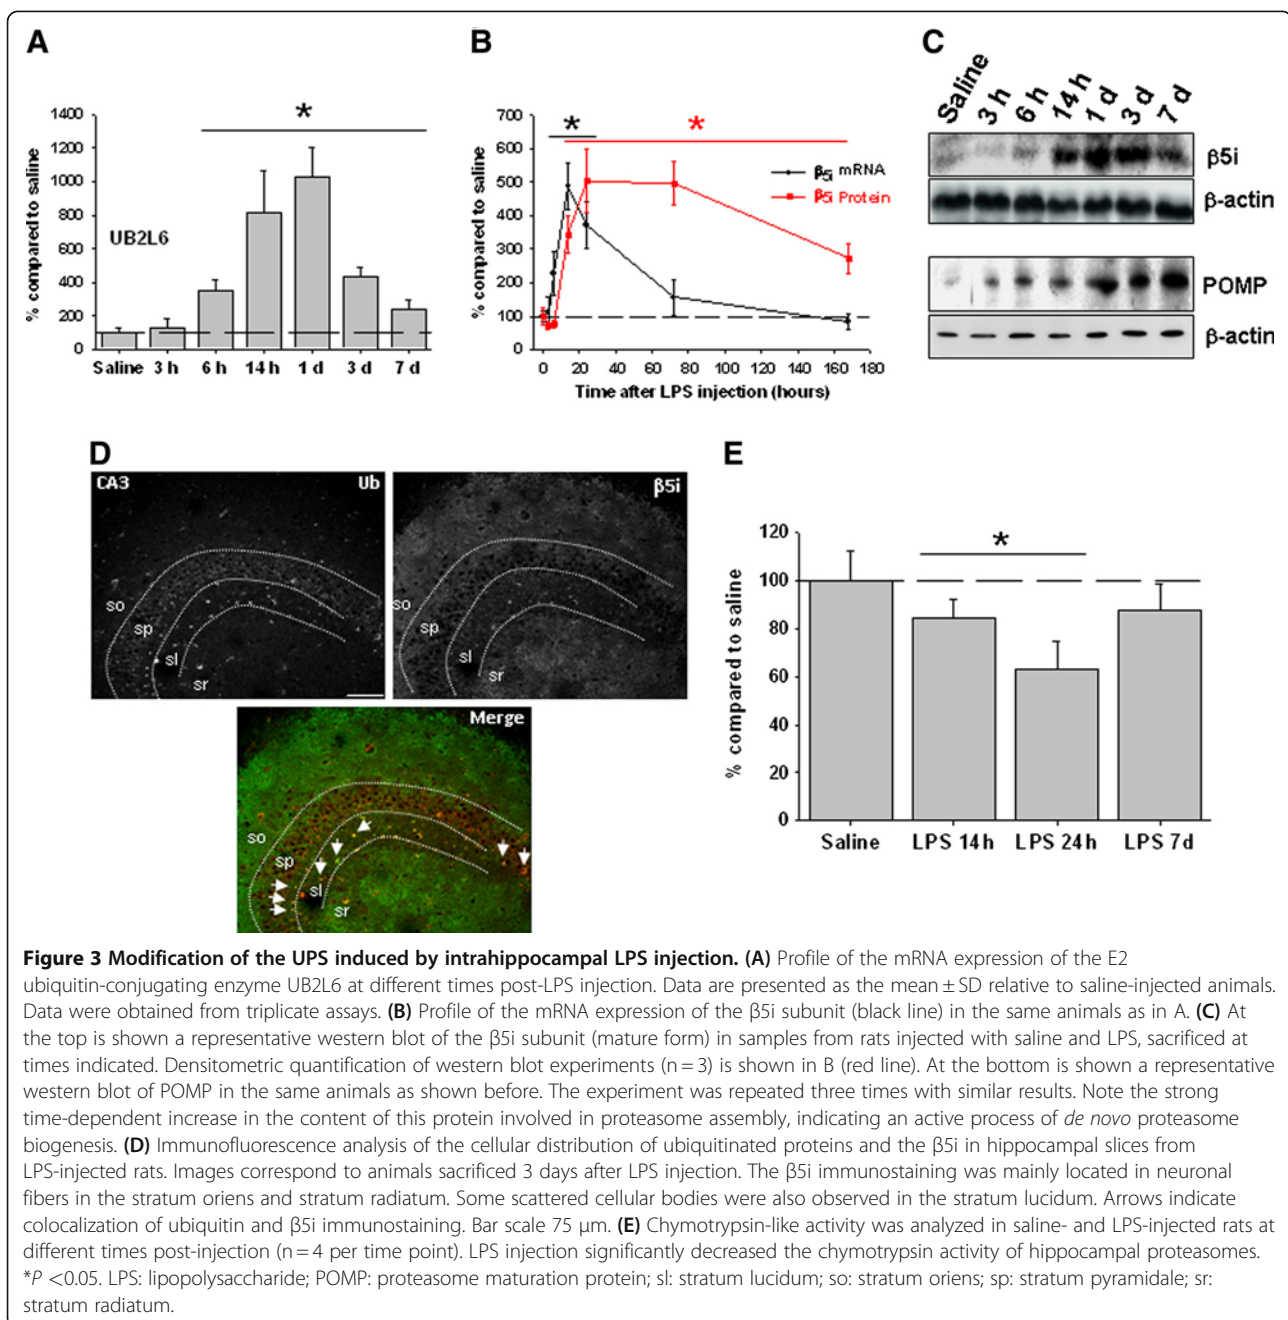 A
% compared to saline
1400
1200
1000
800
600
400
200
0
*
UB2L6
Saline 3 h 6 h 14 h 1 d 3 d 7 d
B
% compared to saline
700
600
500
400
300
200
100
0
* *
β5i mRNA
β5i Protein
0 20 40 60 80 100 120 140 160 180
Time after LPS injection (hours)
C
Saline 3 h 6 h 14 h 1 d 3 d 7 d
β5i
β-actin
POMP
β-actin
D
CA3 Ub
so
sp
sl
sr
β5i
so
sp
sl
sr
Merge
so
sp
sl
sr
E
% compared to saline
120
100
80
60
40
20
0
*
Saline LPS 14h LPS 24h LPS 7d
Figure 3 Modification of the UPS induced by intrahippocampal LPS injection. (A) Profile of the mRNA expression of the E2
ubiquitin-conjugating enzyme UB2L6 at different times post-LPS injection. Data are presented as the mean ± SD relative to saline-injected animals.
Data were obtained from triplicate assays. (B) Profile of the mRNA expression of the β5i subunit (black line) in the same animals as in A. (C) At
the top is shown a representative western blot of the β5i subunit (mature form) in samples from rats injected with saline and LPS, sacrificed at
times indicated. Densitometric quantification of western blot experiments (n = 3) is shown in B (red line). At the bottom is shown a representative
western blot of POMP in the same animals as shown before. The experiment was repeated three times with similar results. Note the strong
time-dependent increase in the content of this protein involved in proteasome assembly, indicating an active process of de novo proteasome
biogenesis. (D) Immunofluorescence analysis of the cellular distribution of ubiquitinated proteins and the β5i in hippocampal slices from
LPS-injected rats. Images correspond to animals sacrificed 3 days after LPS injection. The β5i immunostaining was mainly located in neuronal
fibers in the stratum oriens and stratum radiatum. Some scattered cellular bodies were also observed in the stratum lucidum. Arrows indicate
colocalization of ubiquitin and β5i immunostaining. Bar scale 75 μm. (E) Chymotrypsin-like activity was analyzed in saline- and LPS-injected rats at
different times post-injection (n = 4 per time point). LPS injection significantly decreased the chymotrypsin activity of hippocampal proteasomes.
*P <0.05. LPS: lipopolysaccharide; POMP: proteasome maturation protein; sl: stratum lucidum; so: stratum oriens; sp: stratum pyramidale; sr:
stratum radiatum.